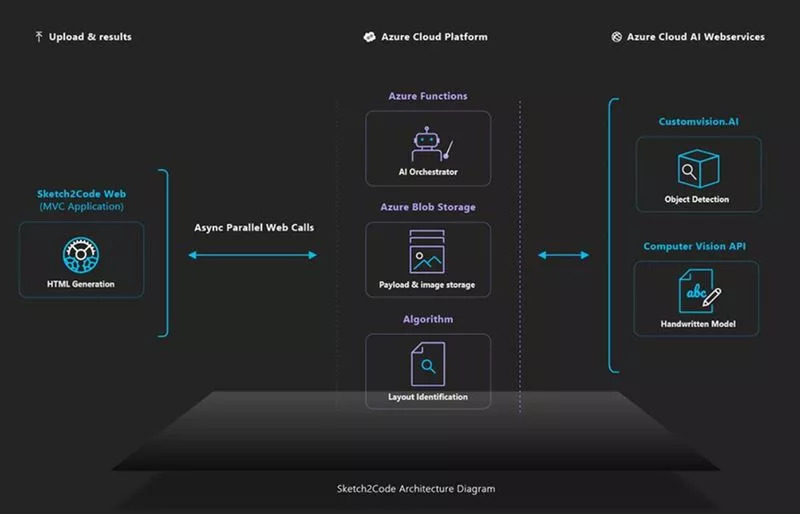 Upload & results
Azure Cloud Platform
Azure Cloud AI Webservices
Azure Functions
AI Orchestrator
Customvision.AI
Object Detection
Sketch2Code Web
(MVC Application)
HTML Generation
Async Parallel Web Calls
Azure Blob Storage
Payload & image storage
Computer Vision API
abc
Handwritten Model
Algorithm
Layout Identification
Sketch2Code Architecture Diagram